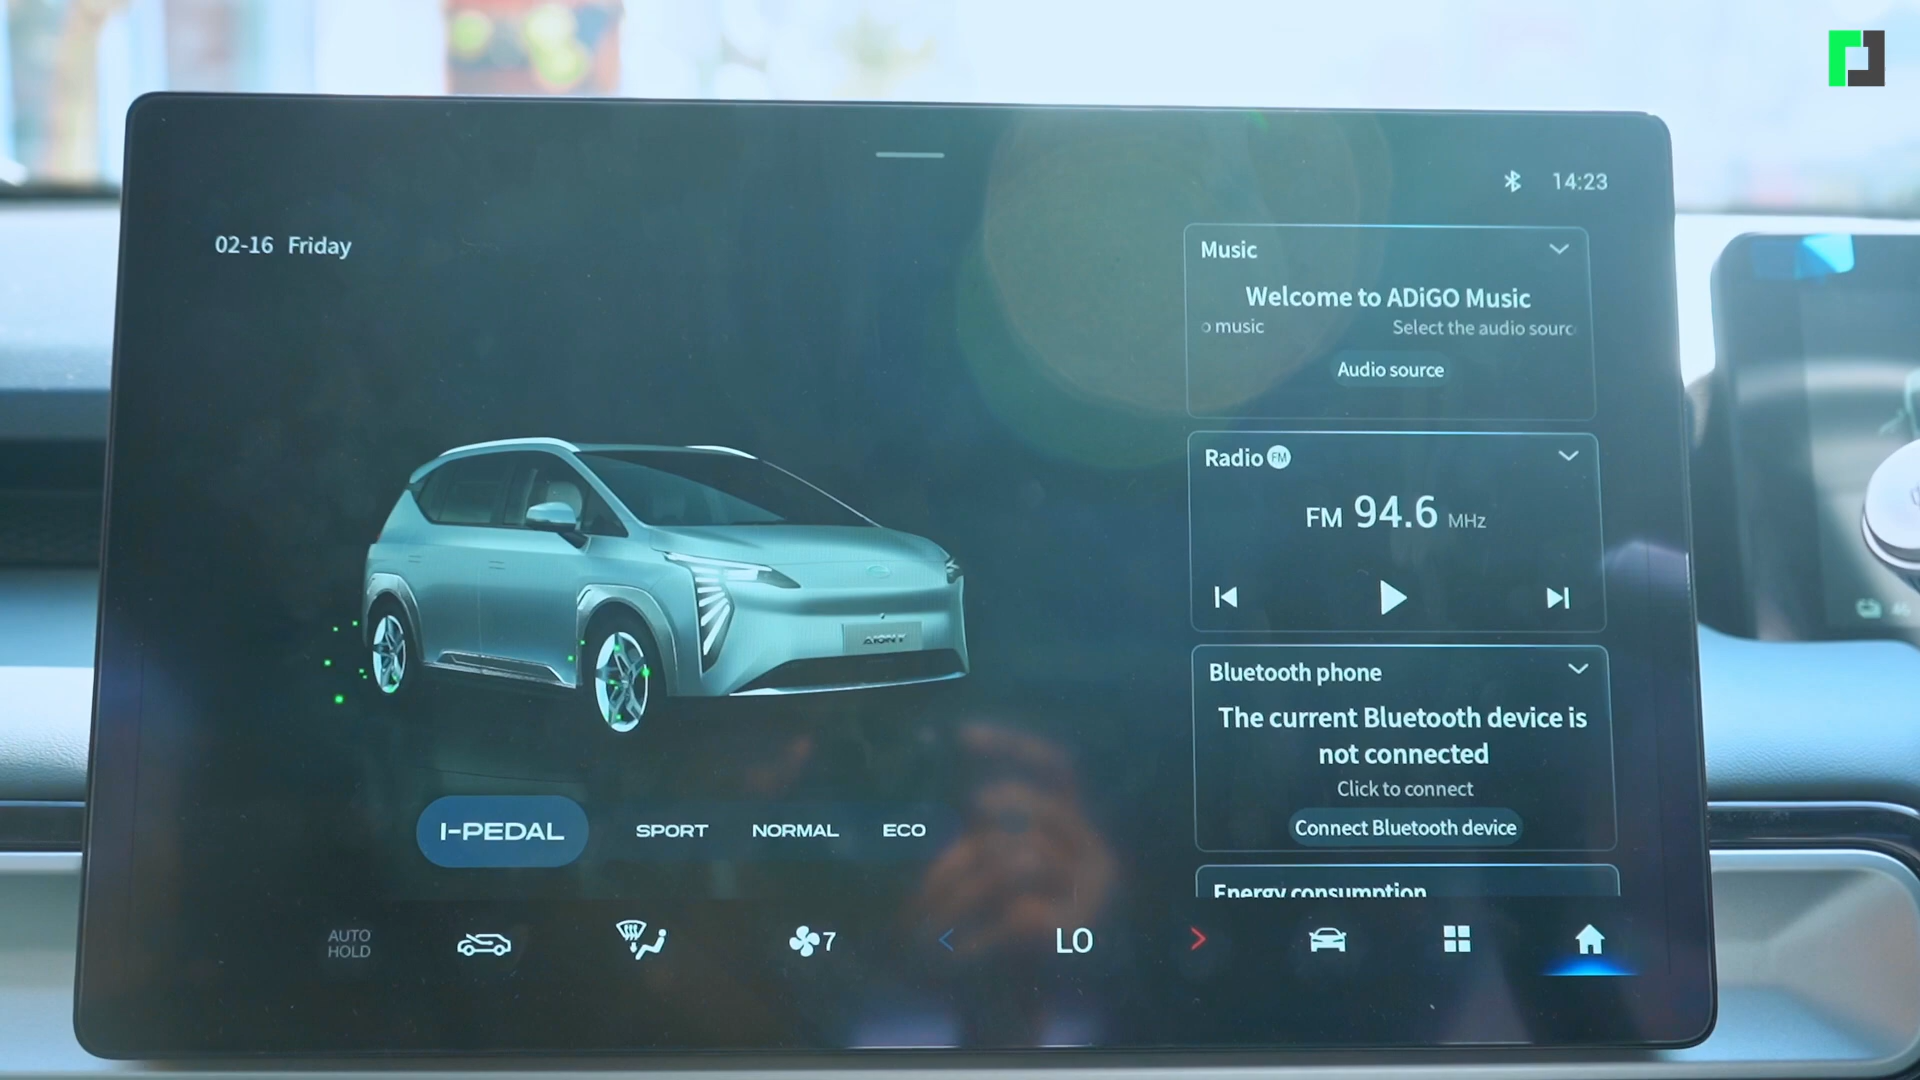 14:23
02-16 Friday
Music
Welcome to ADiGO Music
o music Select the audio sourc
Audio source
Radio FM
FM 94.6 MHz
Bluetooth phone
The current Bluetooth device is
not connected
Click to connect
Connect Bluetooth device
Energy consumption
AION Y
I-PEDAL SPORT NORMAL ECO
AUTO
HOLD
7
LO